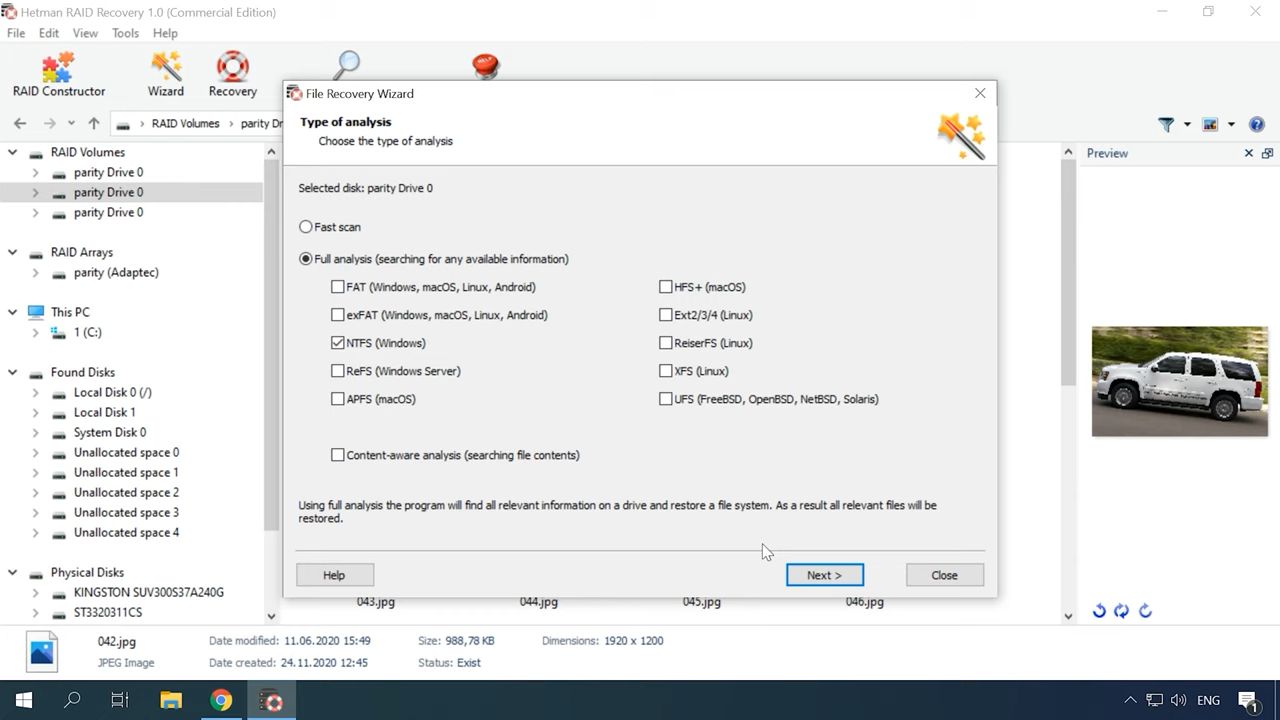 Hetman RAID Recovery 1.0 (Commercial Edition)
File Edit View Tools Help
RAID Constructor Wizard Recovery
RAID Volumes parity Dr
RAID Volumes
parity Drive 0
parity Drive 0
parity Drive 0
RAID Arrays
parity (Adaptec)
This PC
1 (C:)
Found Disks
Local Disk 0 (/)
Local Disk 1
System Disk 0
Unallocated space 0
Unallocated space 1
Unallocated space 2
Unallocated space 3
Unallocated space 4
Physical Disks
KINGSTON SUV300S37A240G
ST3320311CS
File Recovery Wizard
Type of analysis
Choose the type of analysis
Selected disk: parity Drive 0
Fast scan
Full analysis (searching for any available information)
FAT (Windows, macOS, Linux, Android)
exFAT (Windows, macOS, Linux, Android)
NTFS (Windows)
ReFS (Windows Server)
APFS (macOS)
HFS+ (macOS)
Ext2/3/4 (Linux)
ReiserFS (Linux)
XFS (Linux)
UFS (FreeBSD, OpenBSD, NetBSD, Solaris)
Content-aware analysis (searching file contents)
Using full analysis the program will find all relevant information on a drive and restore a file system. As a result all relevant files will be
restored.
Help Next > Close
043.jpg 044.jpg 045.jpg 046.jpg
Preview
042.jpg Date modified: 11.06.2020 15:49 Size: 988,78 KB Dimensions: 1920 x 1200
JPEG Image Date created: 24.11.2020 12:45 Status: Exist
ENG 1